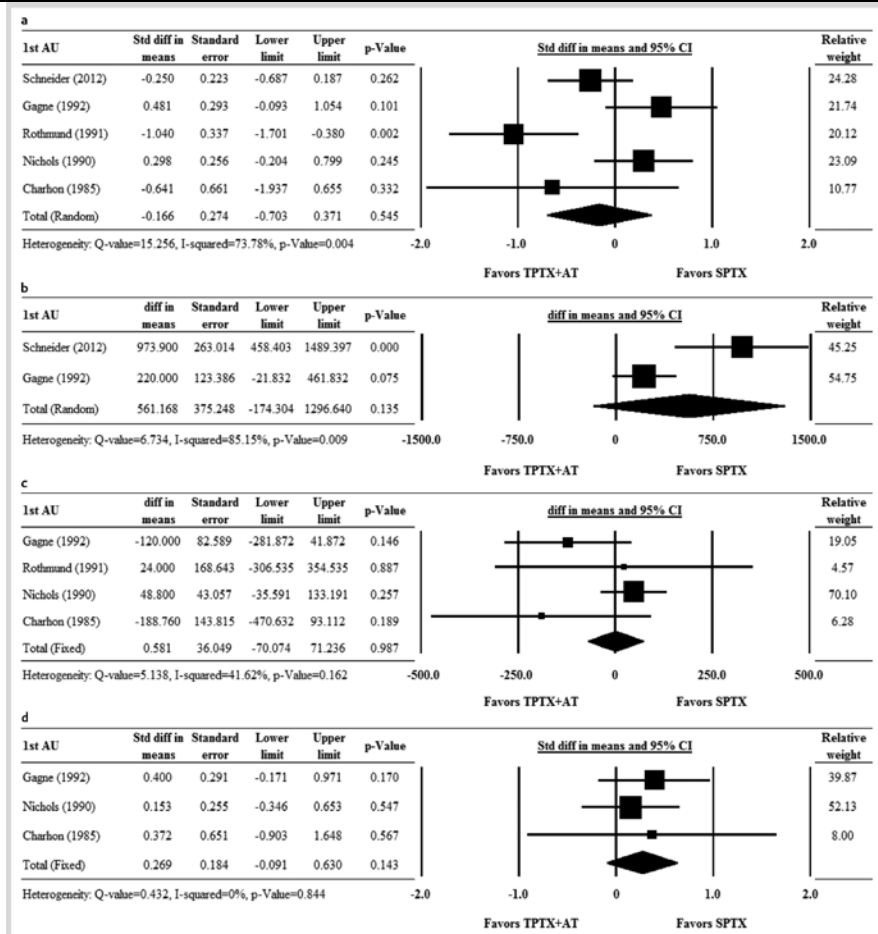 a
1st AU Std diff in means Standard error Lower limit Upper limit p-Value Std diff in means and 95% CI Relative weight
Schneider (2012) -0.250 0.223 -0.687 0.187 0.262 24.28
Gagne (1992) 0.481 0.293 -0.093 1.054 0.101 21.74
Rothmund (1991) -1.040 0.337 -1.701 -0.380 0.002 20.12
Nichols (1990) 0.298 0.256 -0.204 0.799 0.245 23.09
Charhon (1985) -0.641 0.661 -1.937 0.655 0.332 10.77
Total (Random) -0.166 0.274 -0.703 0.371 0.545
Heterogeneity: Q-value=15.256, I-squared=73.78%, p-Value=0.004 -2.0 -1.0 0 1.0 2.0
Favors TPTX+AT Favors SPTX
b
1st AU diff in means Standard error Lower limit Upper limit p-Value diff in means and 95% CI Relative weight
Schneider (2012) 973.900 263.014 458.403 1489.397 0.000 45.25
Gagne (1992) 220.000 123.386 -21.832 461.832 0.075 54.75
Total (Random) 561.168 375.248 -174.304 1296.640 0.135
Heterogeneity: Q-value=6.734, I-squared=85.15%, p-Value=0.009 -1500.0 -750.0 0 750.0 1500.0
Favors TPTX+AT Favors SPTX
c
1st AU diff in means Standard error Lower limit Upper limit p-Value diff in means and 95% CI Relative weight
Gagne (1992) -120.000 82.589 -281.872 41.872 0.146 19.05
Rothmund (1991) 24.000 168.643 -306.535 354.535 0.887 4.57
Nichols (1990) 48.800 43.057 -35.591 133.191 0.257 70.10
Charhon (1985) -188.760 143.815 -470.632 93.112 0.189 6.28
Total (Fixed) 0.581 36.049 -70.074 71.236 0.987
Heterogeneity: Q-value=5.138, I-squared=41.62%, p-Value=0.162 -500.0 -250.0 0 250.0 500.0
Favors TPTX+AT Favors SPTX
d
1st AU Std diff in means Standard error Lower limit Upper limit p-Value Std diff in means and 95% CI Relative weight
Gagne (1992) 0.400 0.291 -0.171 0.971 0.170 39.87
Nichols (1990) 0.153 0.255 -0.346 0.653 0.547 52.13
Charhon (1985) 0.372 0.651 -0.903 1.648 0.567 8.00
Total (Fixed) 0.269 0.184 -0.091 0.630 0.143
Heterogeneity: Q-value=0.432, I-squared=0%, p-Value=0.844 -2.0 -1.0 0 1.0 2.0
Favors TPTX+AT Favors SPTX